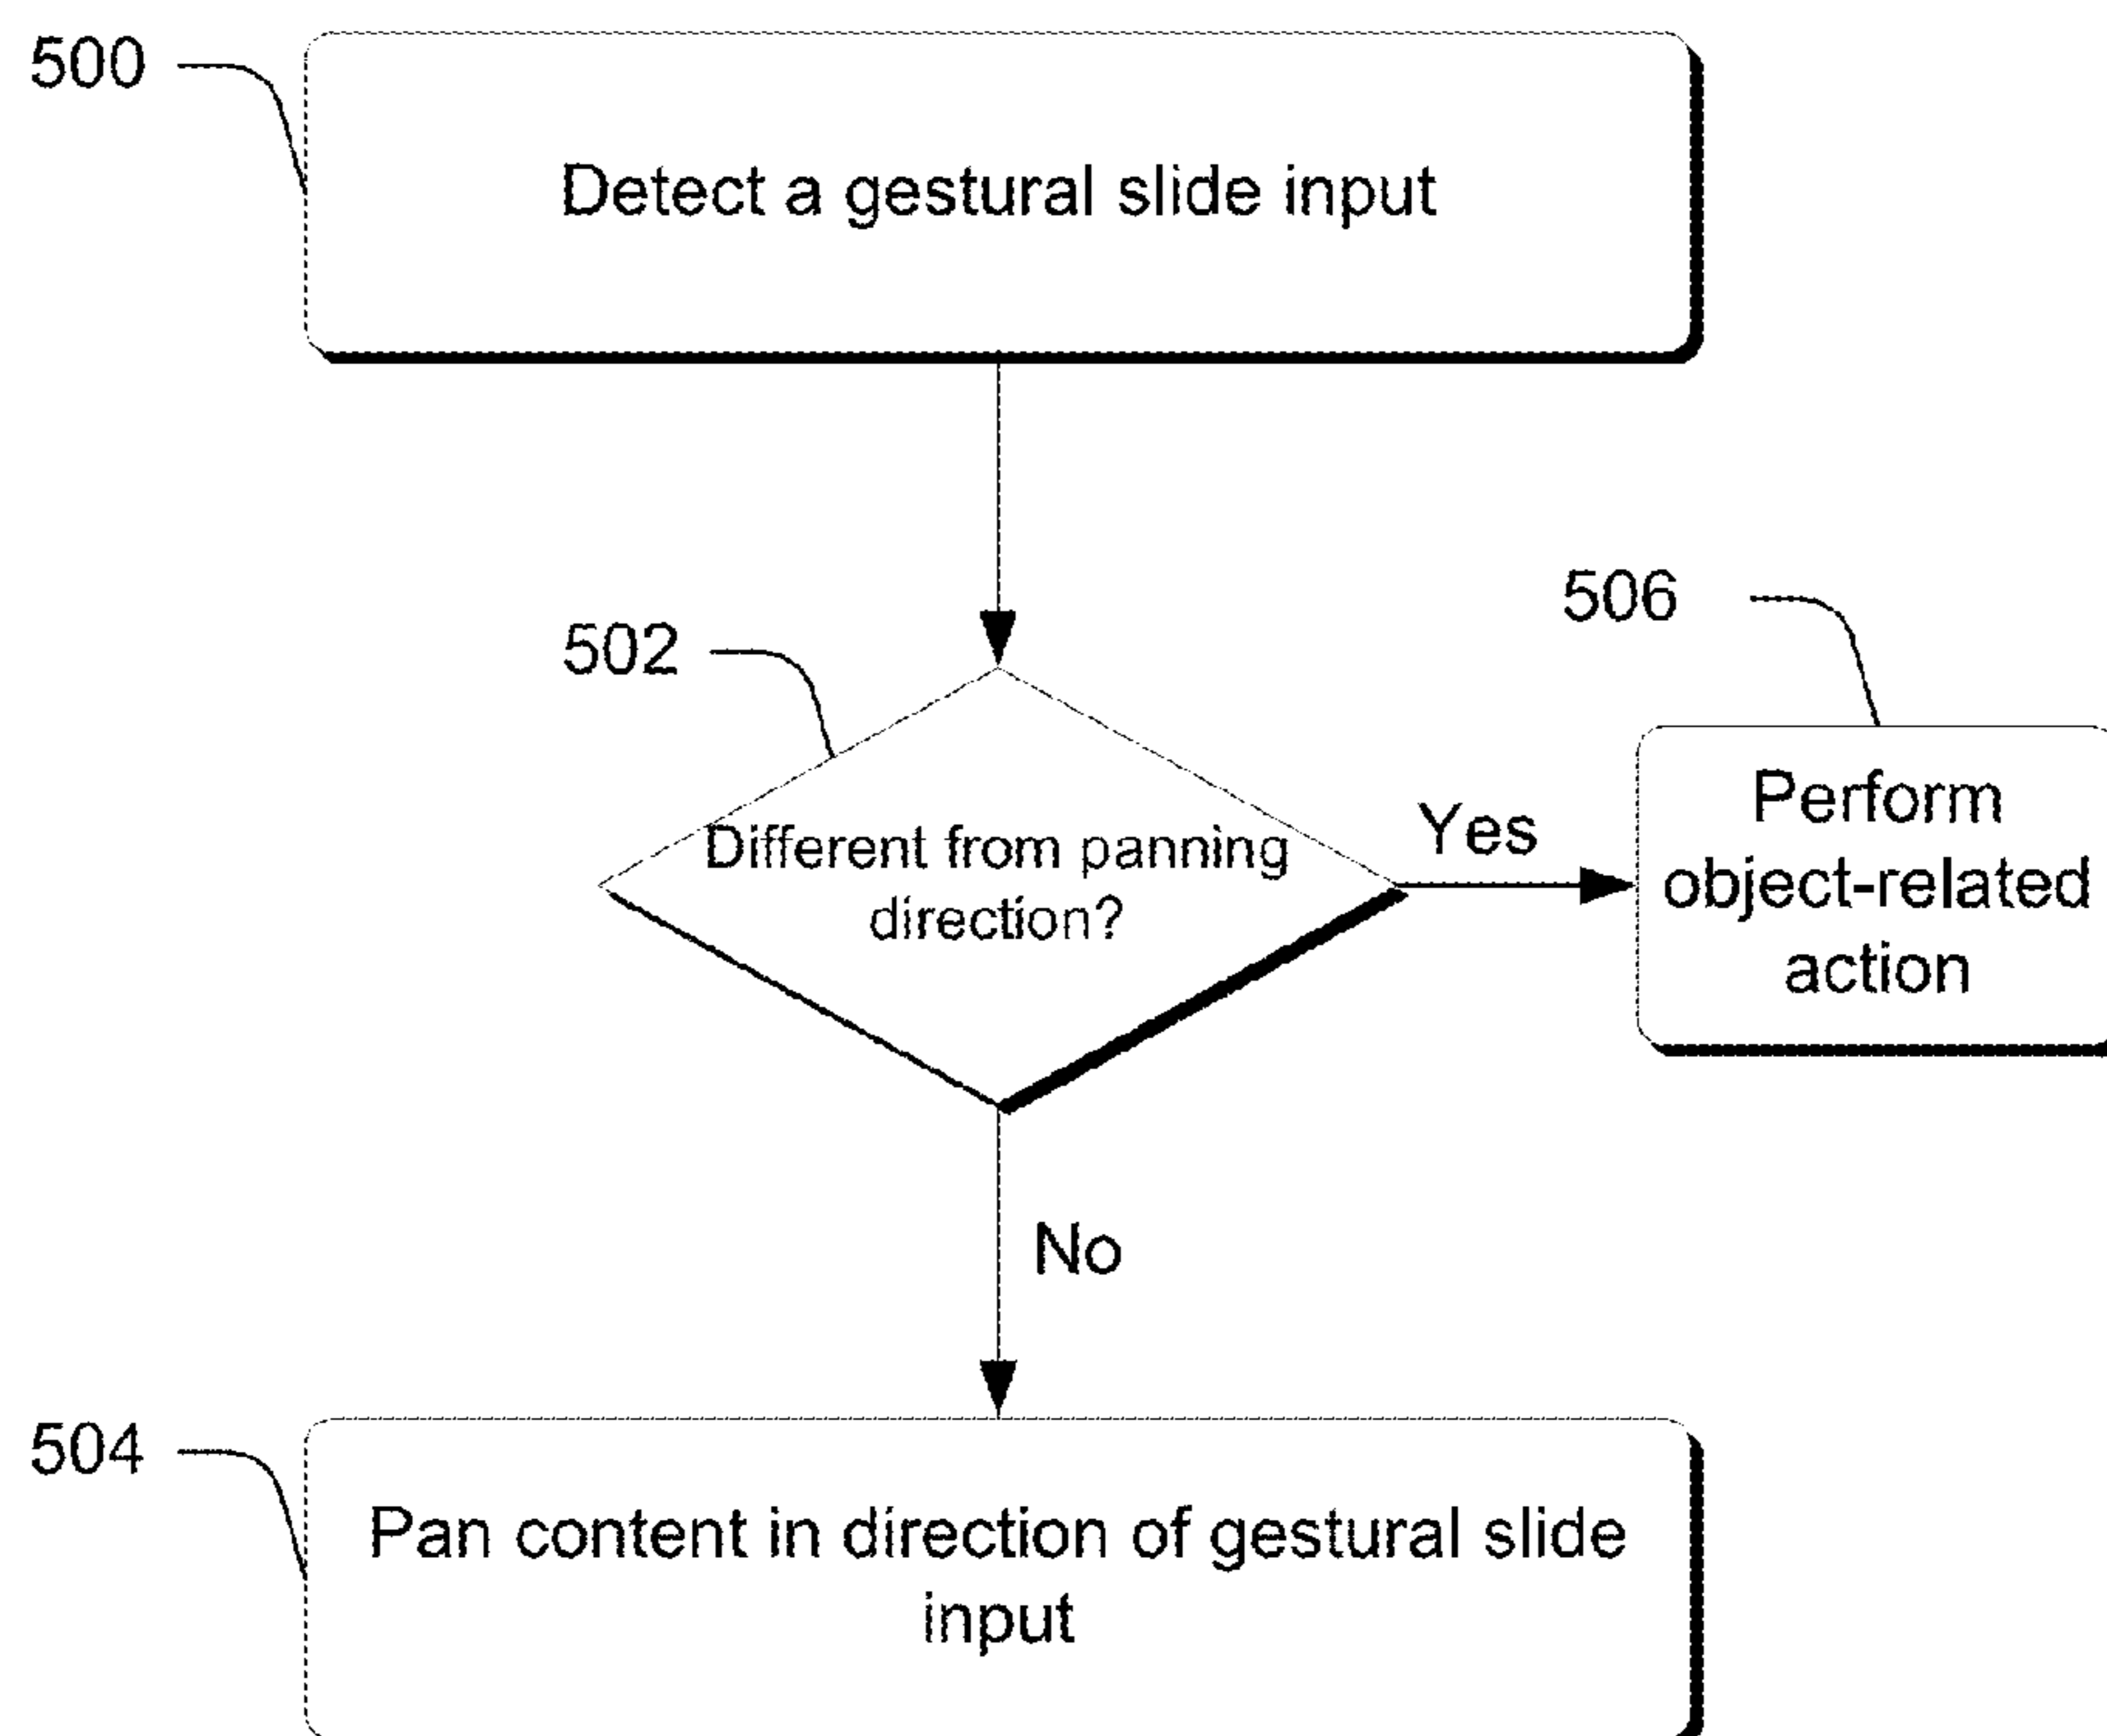 500
Detect a gestural slide input
502
506
Different from panning
direction?
Yes
Perform
object-related
action
No
504
Pan content in direction of gestural slide
input